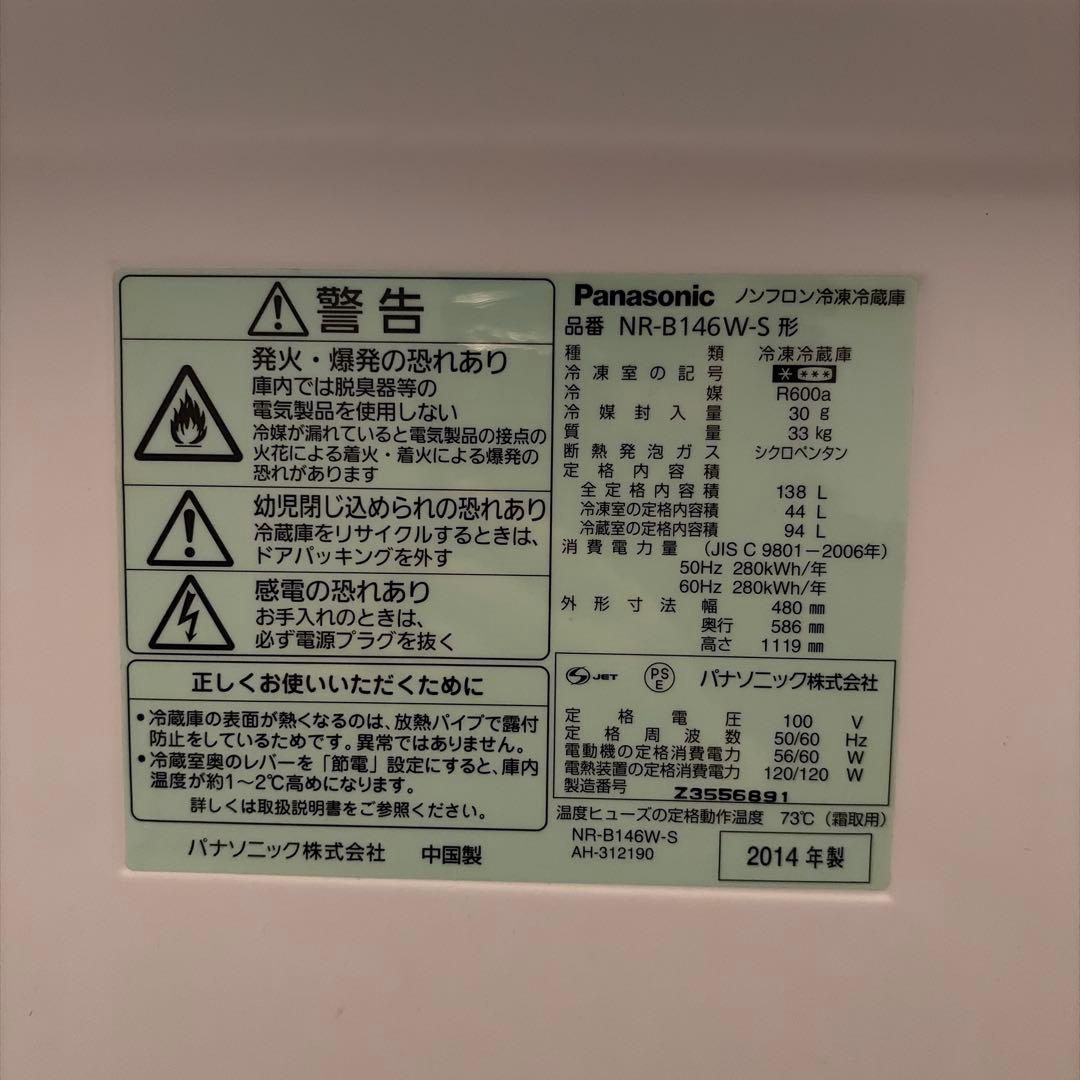 警告
発火・爆発の恐れあり
庫内では脱臭器等の
電気製品を使用しない
冷媒が漏れていると電気製品の接点の
火花による着火・着火による爆発の
恐れがあります
幼児閉じ込められの恐れあり
冷蔵庫をリサイクルするときは、
ドアパッキングを外す
感電の恐れあり
お手入れのときは、
必ず電源プラグを抜く
正しくお使いいただくために
•冷蔵庫の表面が熱くなるのは、放熱パイプで露付
防止をしているためです。異常ではありません。
•冷蔵室奥のレバーを「節電」設定にすると、庫内
温度が約1〜2℃高めになります。
詳しくは取扱説明書をご参照ください。
パナソニック株式会社 中国製
Panasonic ノンフロン冷凍冷蔵庫
品番 NR-B146W-S 形
種類 冷凍冷蔵庫
冷凍室の記号 * ***
冷媒 R600a
冷媒封入量 30 g
質量 33 kg
断熱発泡ガス シクロペンタン
定格内容積
全定格内容積 138 L
冷凍室の定格内容積 44 L
冷蔵室の定格内容積 94 L
消費電力量 (JIS C 9801-2006年)
50Hz 280kWh/年
60Hz 280kWh/年
外形寸法 幅 480 mm
奥行 586 mm
高さ 1119 mm
S JET PS E パナソニック株式会社
定格電圧 100 V
定格周波数 50/60 Hz
電動機の定格消費電力 56/60 W
電熱装置の定格消費電力 120/120 W
製造番号 Z3556891
温度ヒューズの定格動作温度 73℃(霜取用)
NR-B146W-S
AH-312190
2014年製